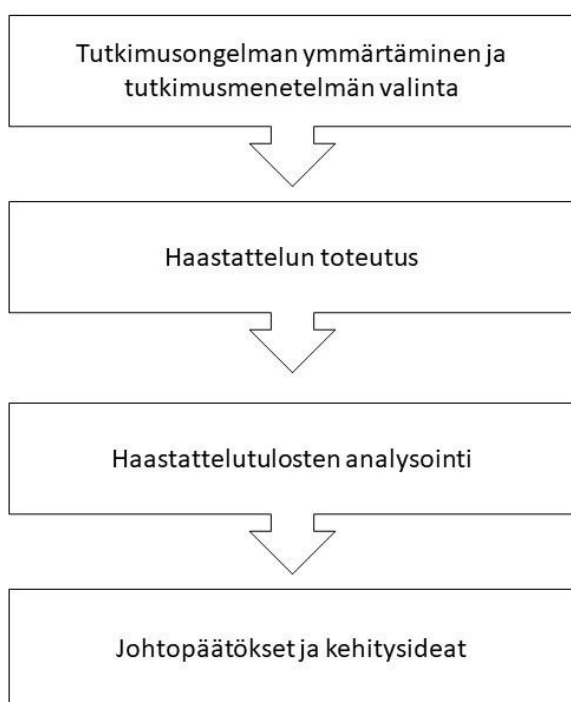 Tutkimusongelman ymmärtäminen ja
tutkimusmenetelmän valinta
Haastattelun toteutus
Haastattelutulosten analysointi
Johtopäätökset ja kehitysideat